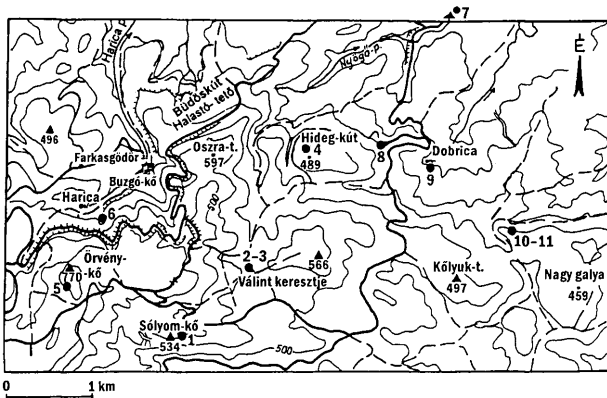 7
É
Harica p.
Nyögő-p.
Büdöskút
Halastó-tető
496
Farkasgödör
Oszra-t.
597
Hideg-kút
4
489
8
Dobrica
9
Buzgó-kő
Harica
6
600
2-3
Válint keresztje
566
10-11
Örvény-
kő
70
5
Kőlyuk-t.
497
Nagy galya
459
Sólyom-kő
534
1
500
0
1 km